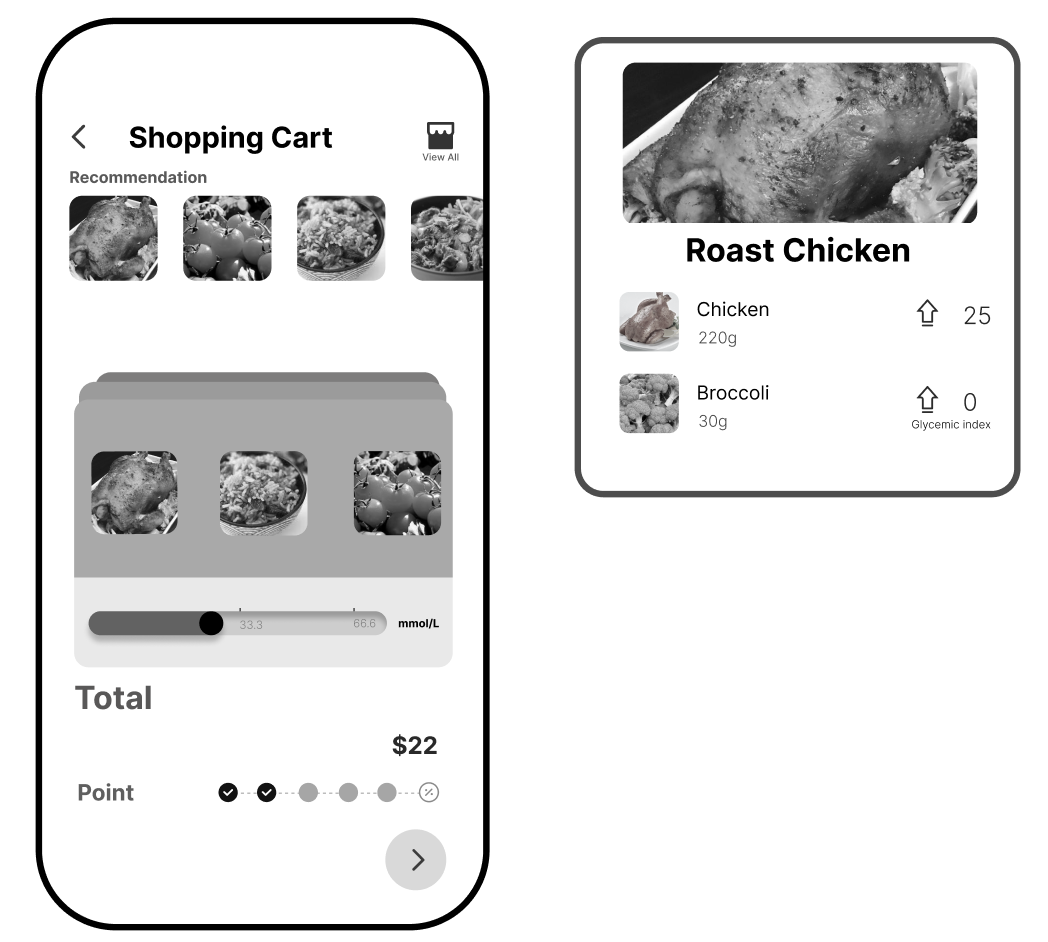 Shopping Cart
View All
Recommendation
33.3
66.6
mmol/L
Total
$22
Point
Roast Chicken
Chicken
25
220g
Broccoli
0
30g
Glycemic index